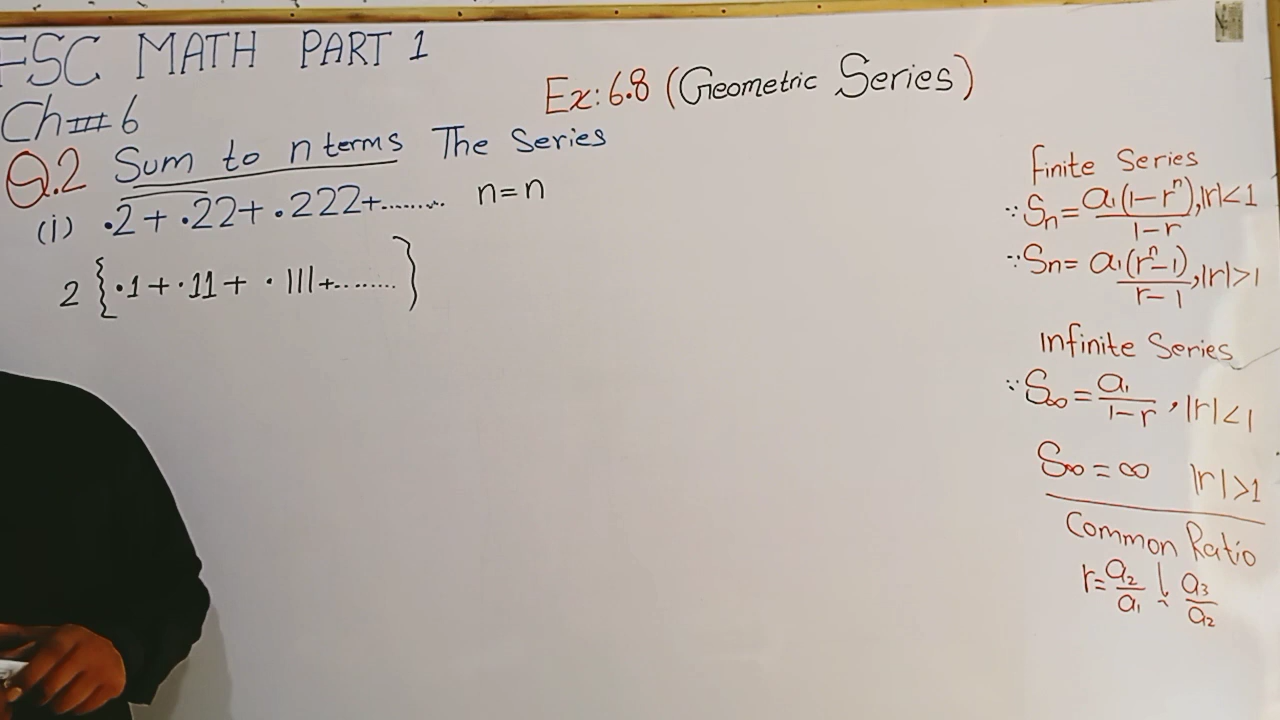 FSC MATH PART 1
Ch # 6
Ex: 6.8 (Geometric Series)
Q.2 Sum to n terms The Series
(i) .2 + .22 + .222 + ........ n = n
2 { .1 + .11 + .111 + ........ }
finite Series
∵ Sn = a₁(1-rⁿ)/1-r, |r|<1
∵ Sn = a₁(rⁿ-1)/r-1, |r|>1
Infinite Series
∵ S∞ = a₁/1-r, |r|<1
S∞ = ∞ |r|>1
Common Ratio
r = a₂/a₁ ¦ a₃/a₂